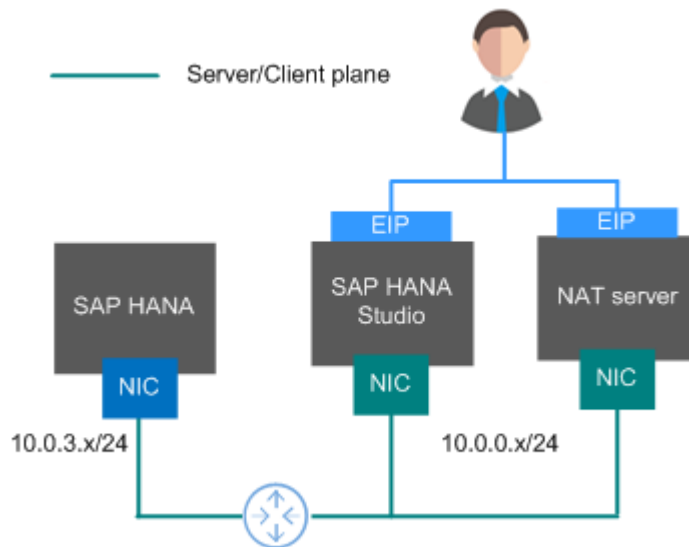 Server/Client plane
EIP
EIP
SAP HANA
SAP HANA
Studio
NAT server
NIC
NIC
NIC
10.0.3.x/24
10.0.0.x/24